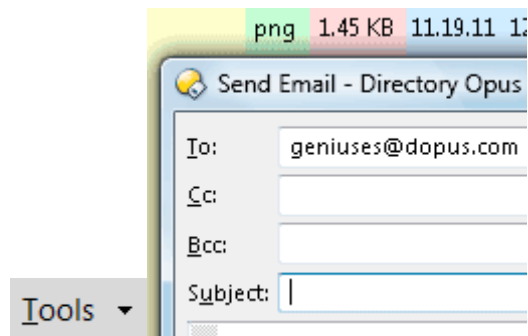 png 1.45 KB 11.19.11 12
Send Email - Directory Opus
To: geniuses@dopus.com
Cc:
Bcc:
Subject:
Tools